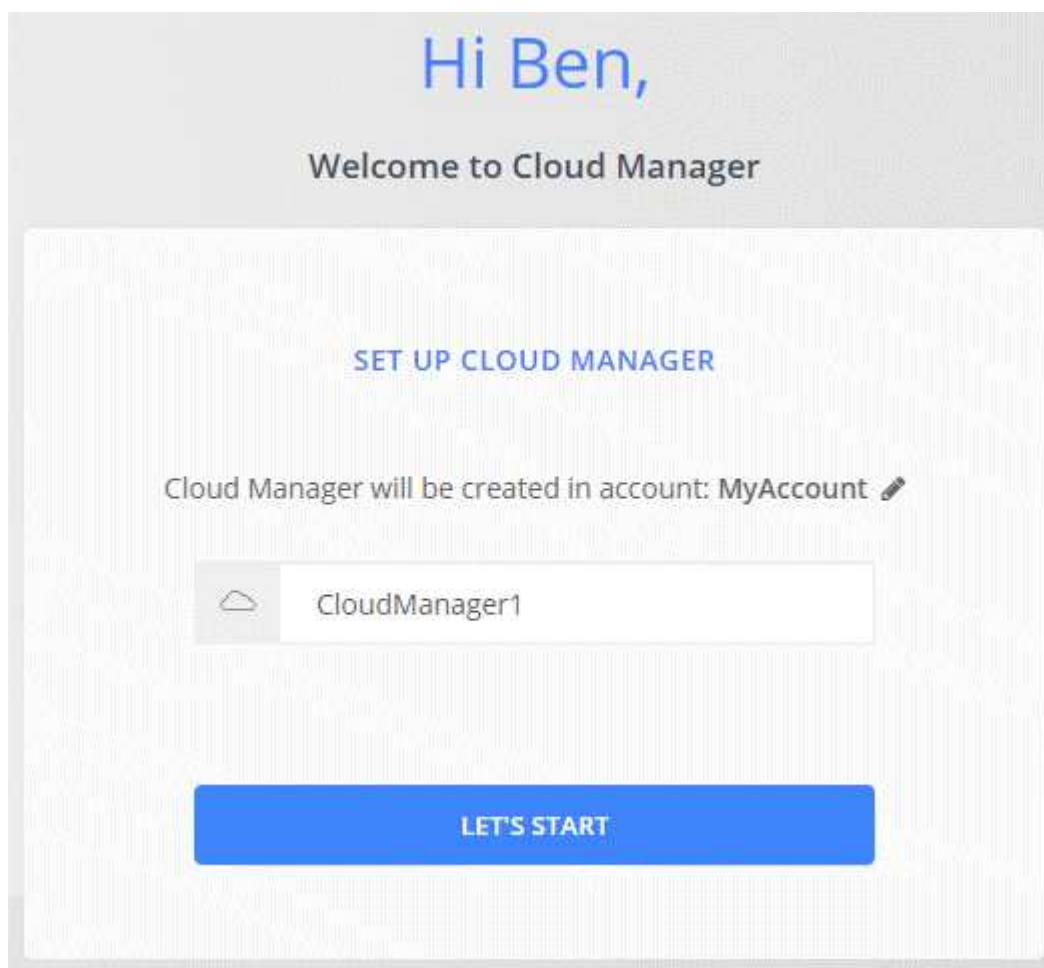 Hi Ben,
Welcome to Cloud Manager
SET UP CLOUD MANAGER
Cloud Manager will be created in account: MyAccount
CloudManager1
LET'S START